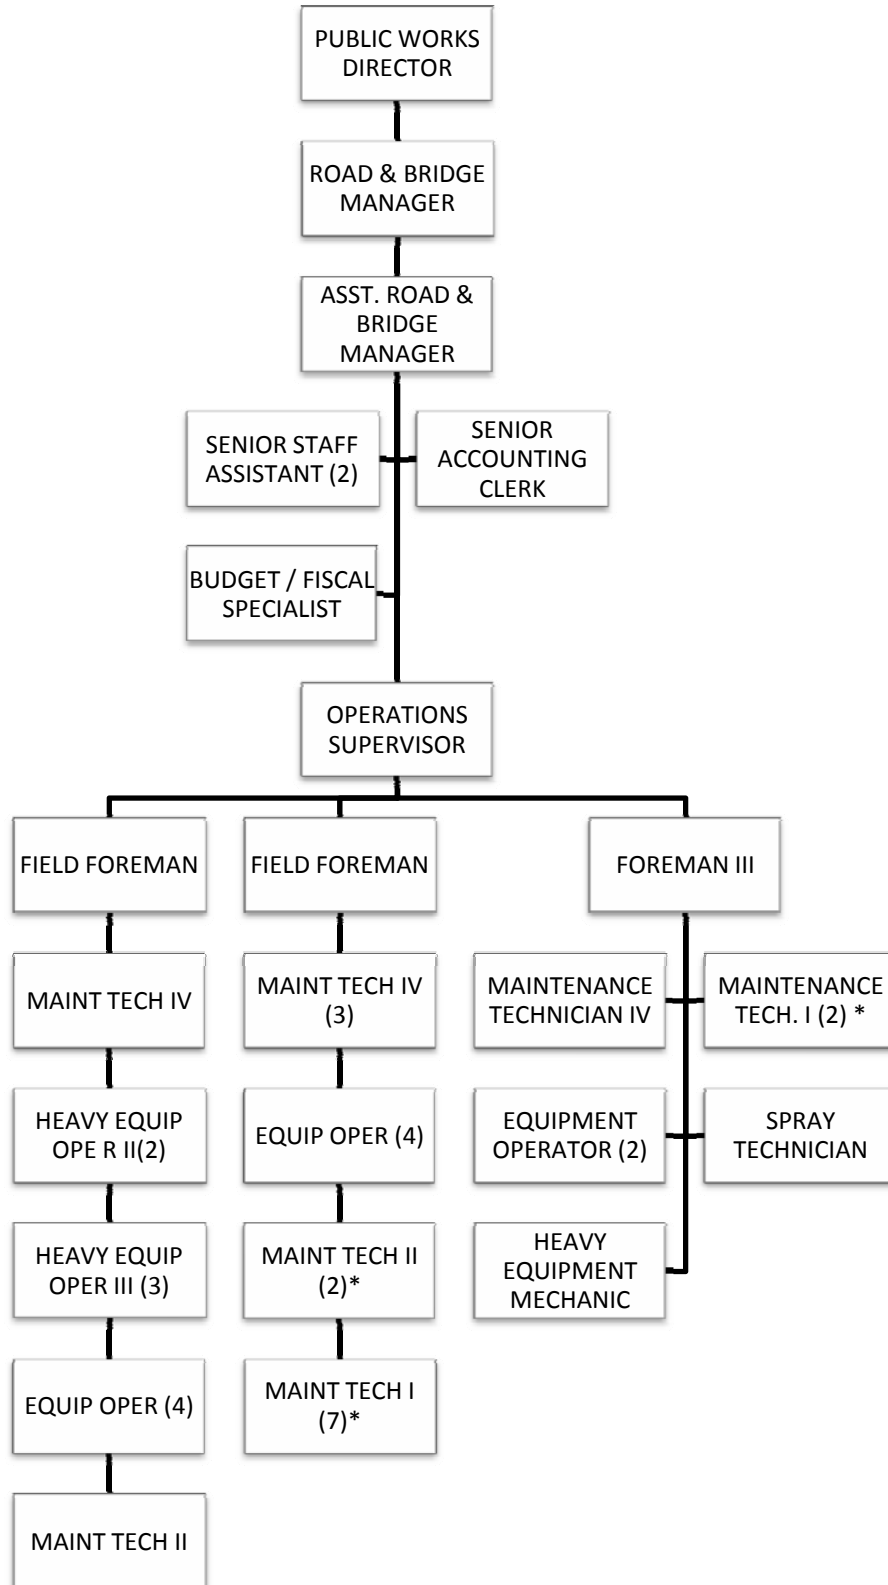 PUBLIC WORKS
DIRECTOR
ROAD & BRIDGE
MANAGER
ASST. ROAD &
BRIDGE
MANAGER
SENIOR STAFF
ASSISTANT (2)
SENIOR
ACCOUNTING
CLERK
BUDGET / FISCAL
SPECIALIST
OPERATIONS
SUPERVISOR
FIELD FOREMAN
MAINT TECH IV
HEAVY EQUIP
OPE R II(2)
HEAVY EQUIP
OPER III (3)
EQUIP OPER (4)
MAINT TECH II
FIELD FOREMAN
MAINT TECH IV
(3)
EQUIP OPER (4)
MAINT TECH II
(2)*
MAINT TECH I
(7)*
FOREMAN III
MAINTENANCE
TECHNICIAN IV
MAINTENANCE
TECH. I (2) *
EQUIPMENT
OPERATOR (2)
SPRAY
TECHNICIAN
HEAVY
EQUIPMENT
MECHANIC